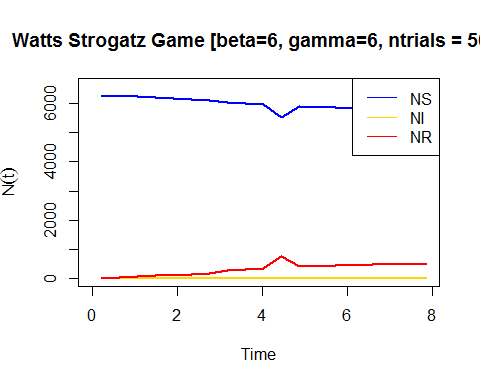 Watts Strogatz Game [beta=6, gamma=6, ntrials = 50
N(t)
6000
4000
2000
0
NS
NI
NR
0 2 4 6 8
Time